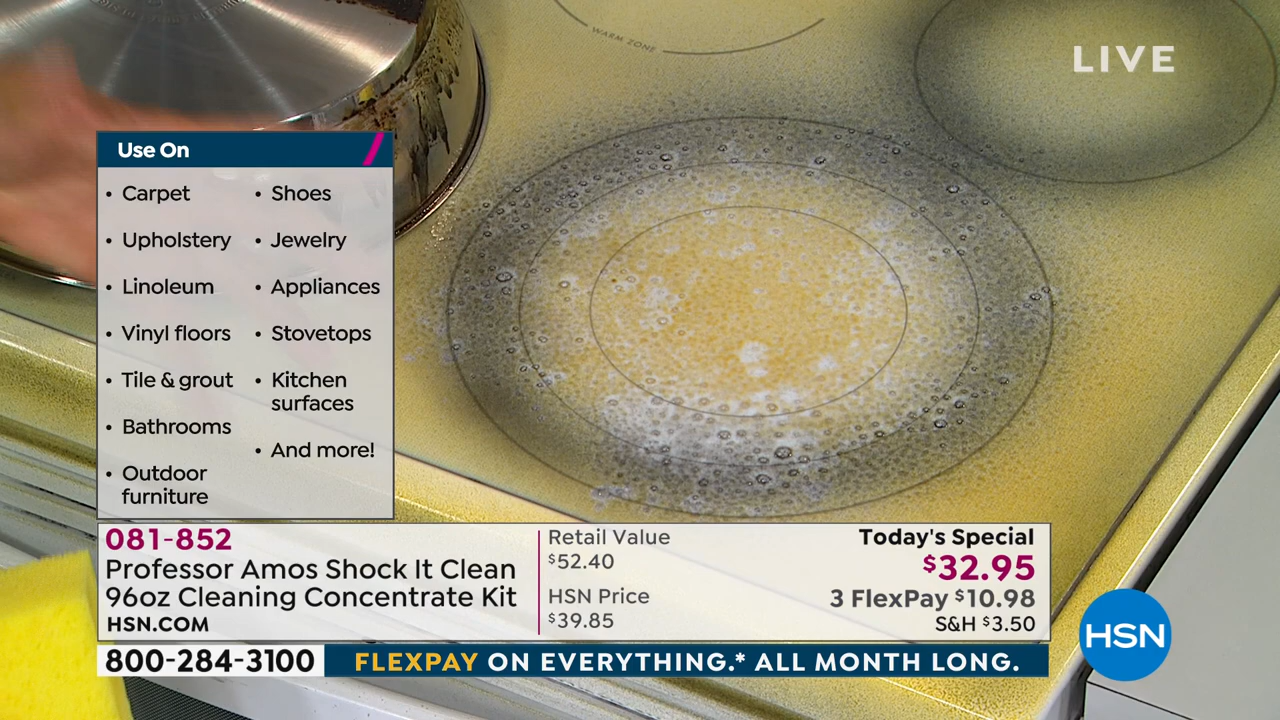 WARM ZONE
LIVE
Use On
• Carpet
• Upholstery
• Linoleum
• Vinyl floors
• Tile & grout
• Bathrooms
• Outdoor
furniture
• Shoes
• Jewelry
• Appliances
• Stovetops
• Kitchen
surfaces
• And more!
081-852
Professor Amos Shock It Clean
96oz Cleaning Concentrate Kit
HSN.COM
Retail Value
$52.40
HSN Price
$39.85
Today's Special
$32.95
3 FlexPay $10.98
S&H $3.50
HSN
800-284-3100
FLEXPAY ON EVERYTHING.* ALL MONTH LONG.